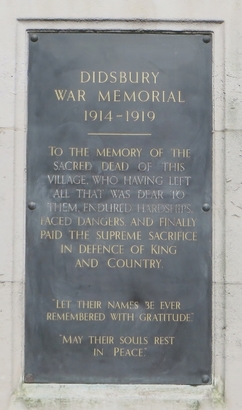 DIDSBURY
WAR MEMORIAL
1914-1919
TO THE MEMORY OF THE
SACRED DEAD OF THIS
VILLAGE, WHO HAVING LEFT
ALL THAT WAS DEAR TO
THEM, ENDURED HARDSHIPS,
FACED DANGERS AND FINALLY
PAID THE SUPREME SACRIFICE
IN DEFENCE OF KING
AND COUNTRY
"LET THEIR NAMES BE EVER
REMEMBERED WITH GRATITUDE"
"MAY THEIR SOULS REST
IN PEACE."